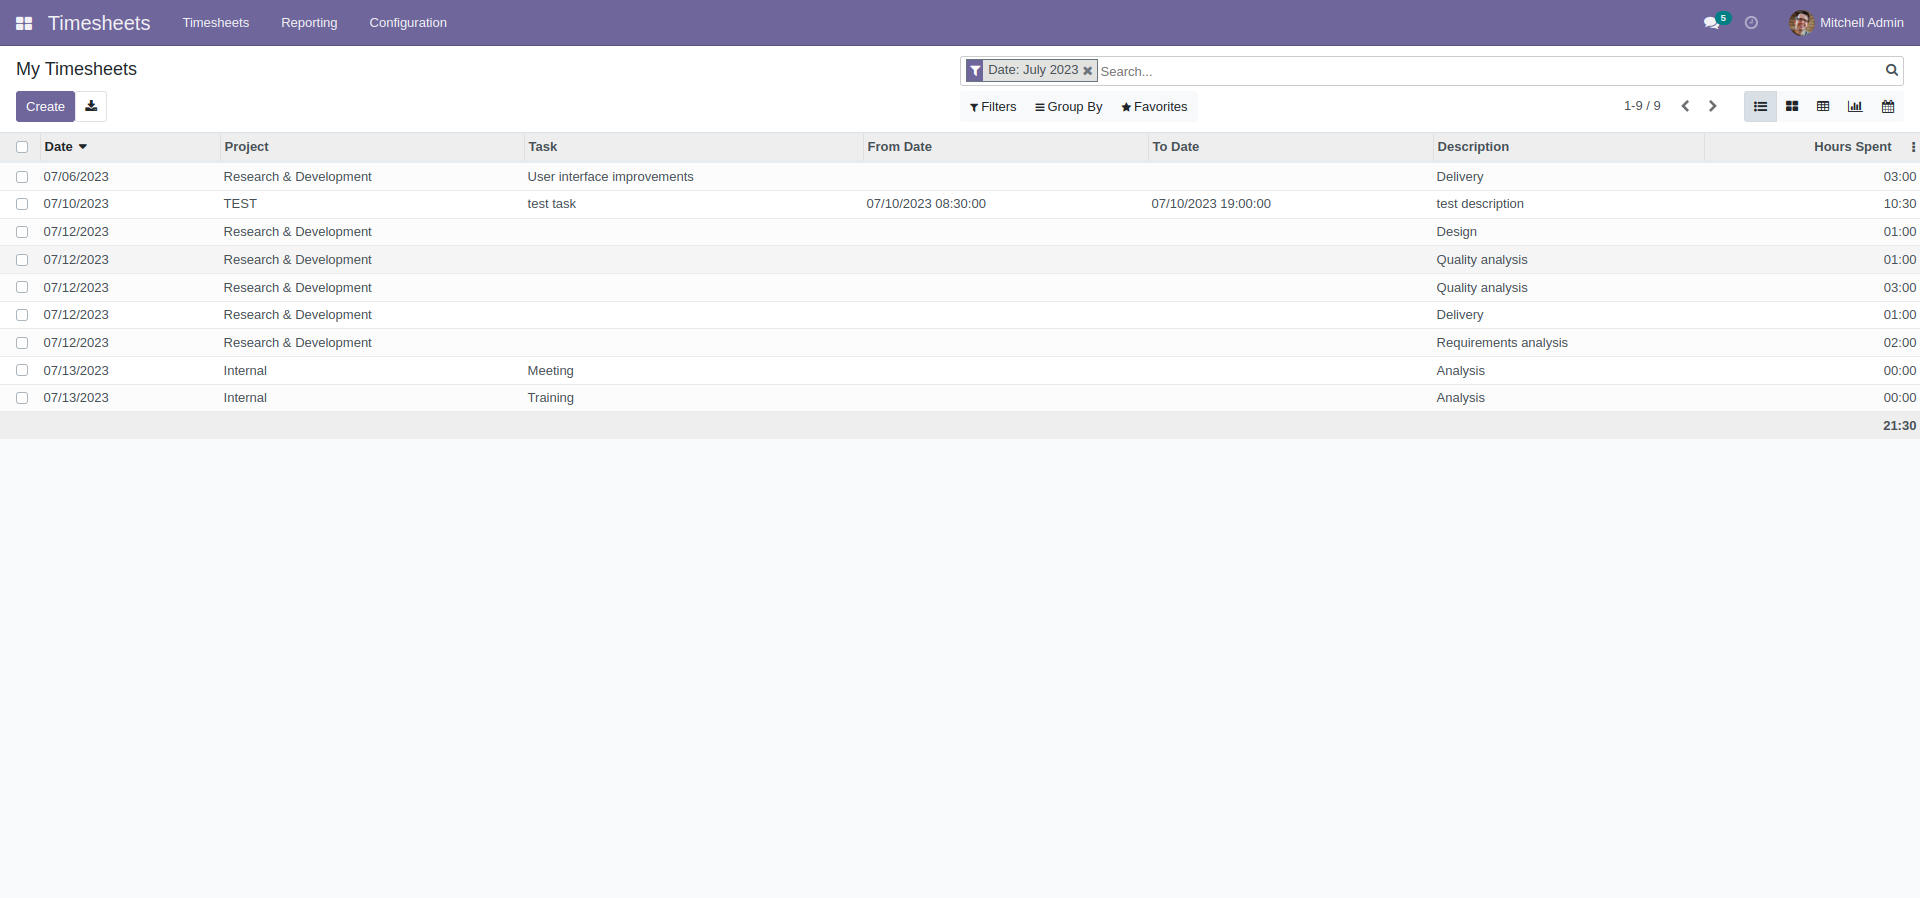 Timesheets Timesheets Reporting Configuration 5 Mitchell Admin
My Timesheets Date: July 2023 Search...
Create Filters Group By Favorites 1-9 / 9
Date Project Task From Date To Date Description Hours Spent
07/06/2023 Research & Development User interface improvements Delivery 03:00
07/10/2023 TEST test task 07/10/2023 08:30:00 07/10/2023 19:00:00 test description 10:30
07/12/2023 Research & Development Design 01:00
07/12/2023 Research & Development Quality analysis 01:00
07/12/2023 Research & Development Quality analysis 03:00
07/12/2023 Research & Development Delivery 01:00
07/12/2023 Research & Development Requirements analysis 02:00
07/13/2023 Internal Meeting Analysis 00:00
07/13/2023 Internal Training Analysis 00:00
21:30